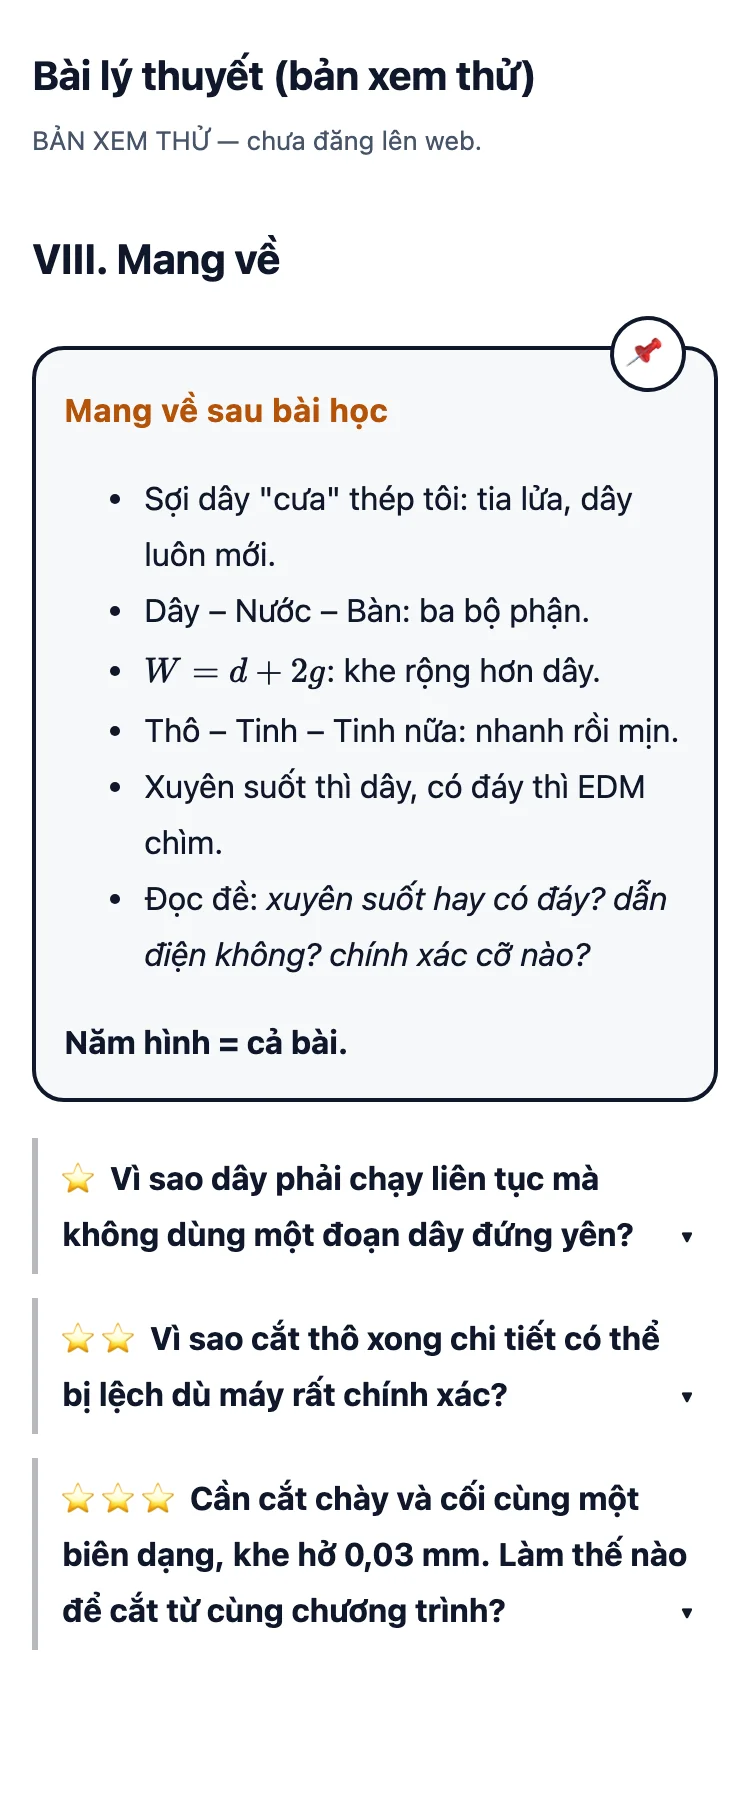 Bài lý thuyết (bản xem thử)
BẢN XEM THỬ — chưa đăng lên web.
VIII. Mang về
Mang về sau bài học
• Sợi dây "cưa" thép tôi: tia lửa, dây
luôn mới.
• Dây – Nước – Bàn: ba bộ phận.
• W = d + 2g: khe rộng hơn dây.
• Thô – Tinh – Tinh nữa: nhanh rồi mịn.
• Xuyên suốt thì dây, có đáy thì EDM
chìm.
• Đọc đề: xuyên suốt hay có đáy? dẫn
điện không? chính xác cỡ nào?
Năm hình = cả bài.
⭐ Vì sao dây phải chạy liên tục mà
không dùng một đoạn dây đứng yên? ▼
⭐⭐ Vì sao cắt thô xong chi tiết có thể
bị lệch dù máy rất chính xác? ▼
⭐⭐⭐ Cần cắt chày và cối cùng một
biên dạng, khe hở 0,03 mm. Làm thế nào
để cắt từ cùng chương trình? ▼